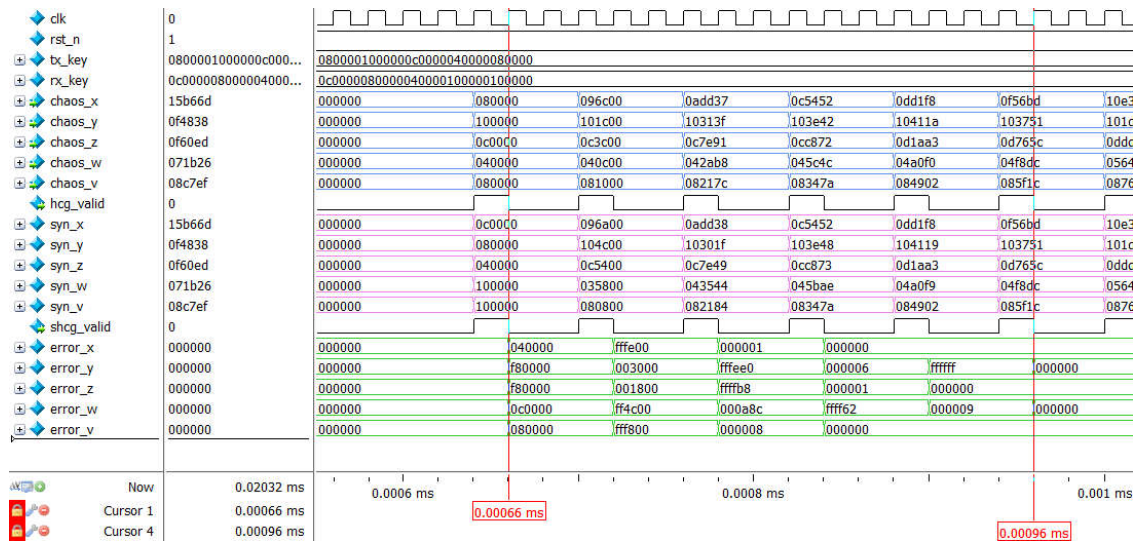 clk 0
rst_n 1
tx_key 0800001000000c000... 0800001000000c0000040000080000
rx_key 0c000008000004000... 0c0000080000040000100000100000
chaos_x 15b66d 000000 080000 096c00 0add37 0c5452 0dd1f8 0f56bd 10e3
chaos_y 0f4838 000000 100000 101c00 10313f 103e42 10411a 103751 101c
chaos_z 0f60ed 000000 0c0000 0c3c00 0c7e91 0cc872 0d1aa3 0d765c 0ddc
chaos_w 071b26 000000 040000 040c00 042ab8 045c4c 04a0f0 04f8dc 0564
chaos_v 08c7ef 000000 080000 081000 08217c 08347a 084902 085f1c 0876
hcg_valid 0
syn_x 15b66d 000000 0c0000 096a00 0add38 0c5452 0dd1f8 0f56bd 10e3
syn_y 0f4838 000000 080000 104c00 10301f 103e48 104119 103751 101c
syn_z 0f60ed 000000 040000 0c5400 0c7e49 0cc873 0d1aa3 0d765c 0ddc
syn_w 071b26 000000 100000 035800 043544 045bae 04a0f9 04f8dc 0564
syn_v 08c7ef 000000 100000 080800 082184 08347a 084902 085f1c 0876
shcg_valid 0
error_x 000000 000000 040000 fffe00 000001 000000
error_y 000000 000000 f80000 003000 fffee0 000006 ffffff 000000
error_z 000000 000000 f80000 001800 ffffb8 000001 000000
error_w 000000 000000 0c0000 ff4c00 000a8c ffff62 000009 000000
error_v 000000 000000 080000 fff800 000008 000000
Now 0.02032 ms 0.0006 ms 0.0008 ms 0.001 ms
Cursor 1 0.00066 ms 0.00066 ms
Cursor 4 0.00096 ms 0.00096 ms